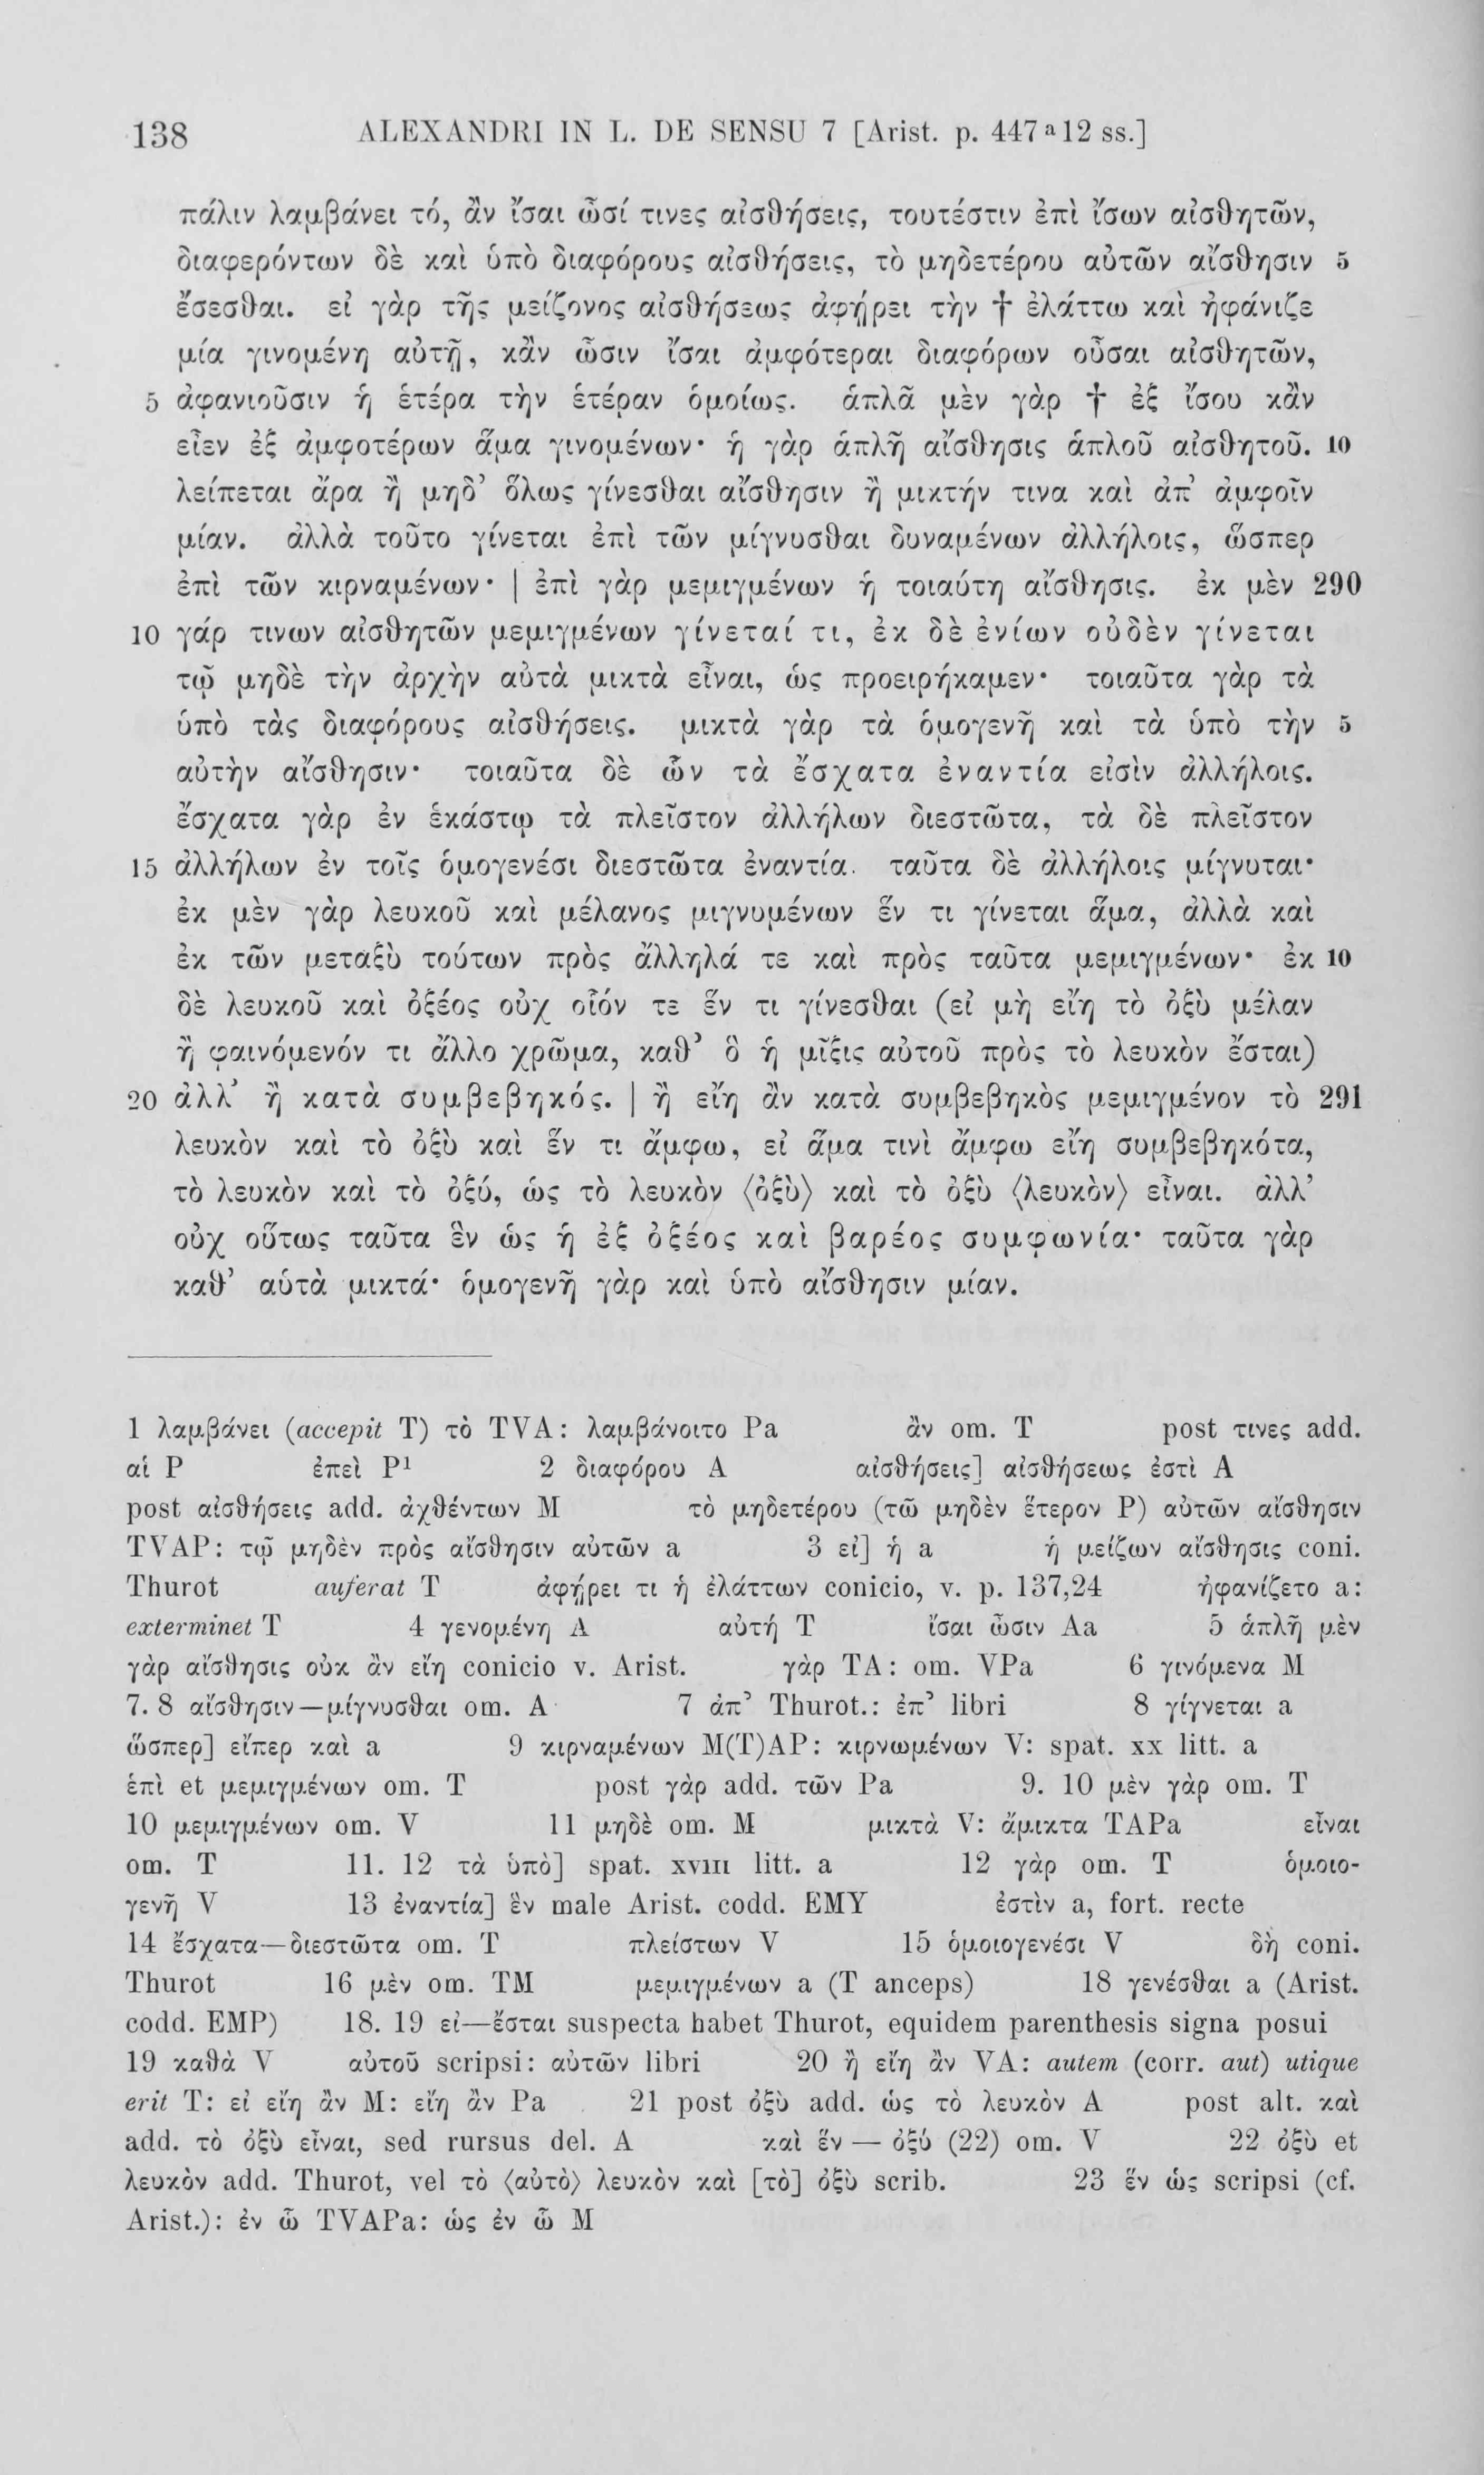 138 ALEXANDRI IN L. DE SENSU 7 [Arist. p. 447ᵃ12 ss.]
πάλιν λαμβάνει τό, ἂν ἴσαι ὦσί τινες αἰσθήσεις, τουτέστιν ἐπὶ ἴσων αἰσθητῶν,
διαφερόντων δὲ καὶ ὑπὸ διαφόρους αἰσθήσεις, τὸ μηδετέρου αὐτῶν αἴσθησιν 5
ἔσεσθαι. εἰ γὰρ τῆς μείζονος αἰσθήσεως ἀφῄρει τὴν † ἐλάττω καὶ ἠφάνιζε
μία γινομένη αὐτῇ, κἂν ὦσιν ἴσαι ἀμφότεραι διαφόρων οὖσαι αἰσθητῶν,
5 ἀφανιοῦσιν ἡ ἑτέρα τὴν ἑτέραν ὁμοίως. ἁπλᾶ μὲν γὰρ † ἐξ ἴσου κἂν
εἶεν ἐξ ἀμφοτέρων ἅμα γινομένων· ἡ γὰρ ἁπλῆ αἴσθησις ἁπλοῦ αἰσθητοῦ. 10
λείπεται ἄρα ἢ μηδ’ ὅλως γίνεσθαι αἴσθησιν ἢ μικτήν τινα καὶ ἀπ’ ἀμφοῖν
μίαν. ἀλλὰ τοῦτο γίνεται ἐπὶ τῶν μίγνυσθαι δυναμένων ἀλλήλοις, ὥσπερ
ἐπὶ τῶν κιρναμένων· | ἐπὶ γὰρ μεμιγμένων ἡ τοιαύτη αἴσθησις. ἐκ μὲν 290
10 γάρ τινων αἰσθητῶν μεμιγμένων γίνεταί τι, ἐκ δὲ ἐνίων οὐδὲν γίνεται
τῷ μηδὲ τὴν ἀρχὴν αὐτὰ μικτὰ εἶναι, ὡς προειρήκαμεν· τοιαῦτα γὰρ τὰ
ὑπὸ τὰς διαφόρους αἰσθήσεις. μικτὰ γὰρ τὰ ὁμογενῆ καὶ τὰ ὑπὸ τὴν 5
αὐτὴν αἴσθησιν· τοιαῦτα δὲ ὧν τὰ ἔσχατα ἐναντία εἰσὶν ἀλλήλοις.
ἔσχατα γὰρ ἐν ἑκάστῳ τὰ πλεῖστον ἀλλήλων διεστῶτα, τὰ δὲ πλεῖστον
15 ἀλλήλων ἐν τοῖς ὁμογενέσι διεστῶτα ἐναντία. ταῦτα δὲ ἀλλήλοις μίγνυται·
ἐκ μὲν γὰρ λευκοῦ καὶ μέλανος μιγνυμένων ἕν τι γίνεται ἅμα, ἀλλὰ καὶ
ἐκ τῶν μεταξὺ τούτων πρὸς ἄλληλά τε καὶ πρὸς ταῦτα μεμιγμένων· ἐκ 10
δὲ λευκοῦ καὶ ὀξέος οὐχ οἷόν τε ἕν τι γίνεσθαι (εἰ μὴ εἴη τὸ ὀξὺ μέλαν
ἢ φαινόμενόν τι ἄλλο χρῶμα, καθ’ ὃ ἡ μῖξις αὐτοῦ πρὸς τὸ λευκὸν ἔσται)
20 ἀλλ’ ἢ κατὰ συμβεβηκός. | ἢ εἴη ἂν κατὰ συμβεβηκὸς μεμιγμένον τὸ 291
λευκὸν καὶ τὸ ὀξὺ καὶ ἕν τι ἄμφω, εἰ ἅμα τινὶ ἄμφω εἴη συμβεβηκότα,
τὸ λευκὸν καὶ τὸ ὀξύ, ὡς τὸ λευκὸν ⟨ὀξὺ⟩ καὶ τὸ ὀξὺ ⟨λευκὸν⟩ εἶναι. ἀλλ’
οὐχ οὕτως ταῦτα ἓν ὡς ἡ ἐξ ὀξέος καὶ βαρέος συμφωνία· ταῦτα γὰρ
καθ’ αὑτὰ μικτά· ὁμογενῆ γὰρ καὶ ὑπὸ αἴσθησιν μίαν.
1 λαμβάνει (accepit T) τὸ TVA: λαμβάνοιτο Pa ἂν om. T post τινες add.
αἱ P ἐπεὶ P¹ 2 διαφόρου A αἰσθήσεις] αἰσθήσεως ἐστὶ A
post αἰσθήσεις add. ἀχθέντων M τὸ μηδετέρου (τῶ μηδὲν ἕτερον P) αὐτῶν αἴσθησιν
TVAP: τῷ μηδὲν πρὸς αἴσθησιν αὐτῶν a 3 εἰ] ἡ a ἡ μείζων αἴσθησις coni.
Thurot auferat T ἀφῄρει τι ἡ ἐλάττων conicio, v. p. 137,24 ἠφανίζετο a:
exterminet T 4 γενομένη A αὐτή T ἴσαι ὦσιν Aa 5 ἁπλῆ μὲν
γὰρ αἴσθησις οὐκ ἂν εἴη conicio v. Arist. γὰρ TA: om. VPa 6 γινόμενα M
7. 8 αἴσθησιν—μίγνυσθαι om. A 7 ἀπ’ Thurot.: ἐπ’ libri 8 γίγνεται a
ὥσπερ] εἴπερ καὶ a 9 κιρναμένων M(T)AP: κιρνωμένων V: spat. xx litt. a
ἐπὶ et μεμιγμένων om. T post γὰρ add. τῶν Pa 9. 10 μὲν γὰρ om. T
10 μεμιγμένων om. V 11 μηδὲ om. M μικτὰ V: ἄμικτα TAPa εἶναι
om. T 11. 12 τὰ ὑπὸ] spat. xviii litt. a 12 γὰρ om. T ὁμοιο-
γενῆ V 13 ἐναντία] ἓν male Arist. codd. EMY ἐστὶν a, fort. recte
14 ἔσχατα—διεστῶτα om. T πλείστων V 15 ὁμοιογενέσι V δὴ coni.
Thurot 16 μὲν om. TM μεμιγμένων a (T anceps) 18 γενέσθαι a (Arist.
codd. EMP) 18. 19 εἰ—ἔσται suspecta habet Thurot, equidem parenthesis signa posui
19 καθὰ V αὐτοῦ scripsi: αὐτῶν libri 20 ἢ εἴη ἂν VA: autem (corr. aut) utique
erit T: εἰ εἴη ἂν M: εἴη ἂν Pa 21 post ὀξὺ add. ὡς τὸ λευκὸν A post alt. καὶ
add. τὸ ὀξὺ εἶναι, sed rursus del. A καὶ ἕν — ὀξύ (22) om. V 22 ὀξὺ et
λευκὸν add. Thurot, vel τὸ ⟨αὐτὸ⟩ λευκὸν καὶ [τὸ] ὀξὺ scrib. 23 ἓν ὡς scripsi (cf.
Arist.): ἐν ὧ TVAPa: ὡς ἐν ὧ M